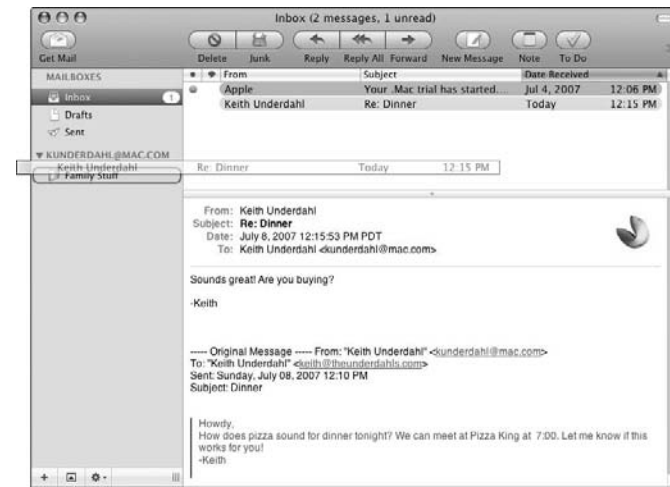 Inbox (2 messages, 1 unread)
Get Mail Delete Junk Reply Reply All Forward New Message Note To Do
MAILBOXES
Inbox 1
Drafts
Sent
KUNDERDAHL@MAC.COM
Family Stuff
From Subject Date Received
Apple Your .Mac trial has started.... Jul 4, 2007 12:06 PM
Keith Underdahl Re: Dinner Today 12:15 PM
Keith Underdahl Re: Dinner Today 12:15 PM
From: Keith Underdahl
Subject: Re: Dinner
Date: July 8, 2007 12:15:53 PM PDT
To: Keith Underdahl <kunderdahl@mac.com>
Sounds great! Are you buying?
-Keith
----- Original Message ----- From: "Keith Underdahl" <kunderdahl@mac.com>
To: "Keith Underdahl" <keith@theunderdahls.com>
Sent: Sunday, July 08, 2007 12:10 PM
Subject: Dinner
Howdy,
How does pizza sound for dinner tonight? We can meet at Pizza King at 7:00. Let me know if this
works for you!
-Keith